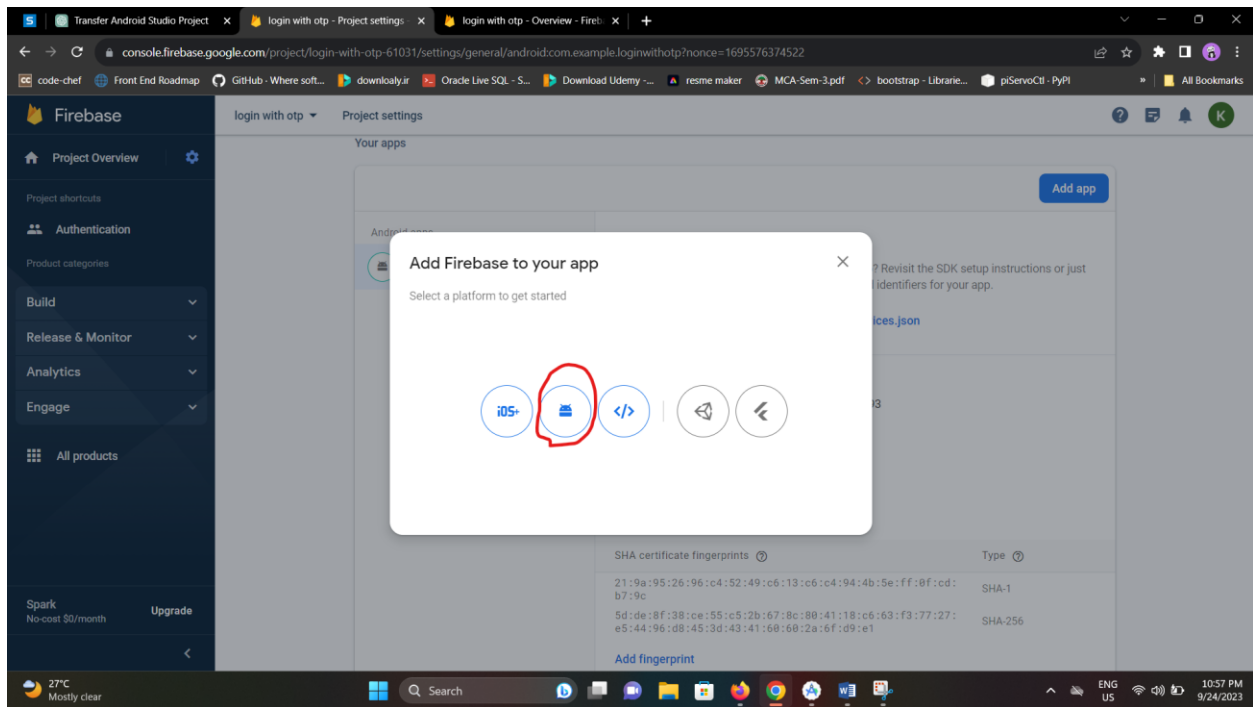 S
Transfer Android Studio Project
login with otp - Project settings -
login with otp - Overview - Fireb
console.firebase.google.com/project/login-with-otp-61031/settings/general/android:com.example.loginwithotp?nonce=1695576374522
CC code-chef
Front End Roadmap
GitHub - Where soft...
downloaly.ir
Oracle Live SQL - S...
Download Udemy -...
resme maker
MCA-Sem-3.pdf
<> bootstrap - Librarie...
piServoCtl · PyPI
»
All Bookmarks
Firebase
login with otp
Project settings
K
Project Overview
Your apps
Project shortcuts
Add app
Authentication
Android apps
Product categories
Add Firebase to your app
? Revisit the SDK setup instructions or just
identifiers for your app.
Select a platform to get started
Build
ices.json
Release & Monitor
Analytics
Engage
iOS+
</>
93
All products
SHA certificate fingerprints
Type
21:9a:95:26:96:c4:52:49:c6:13:c6:c4:94:4b:5e:ff:0f:cd:
b7:9c
SHA-1
5d:de:8f:38:ce:55:c5:2b:67:8c:80:41:18:c6:63:f3:77:27:
e5:44:96:d8:45:3d:43:41:60:60:2a:6f:d9:e1
SHA-256
Add fingerprint
Spark
No-cost $0/month
Upgrade
27°C
Mostly clear
Search
ENG
US
10:57 PM
9/24/2023